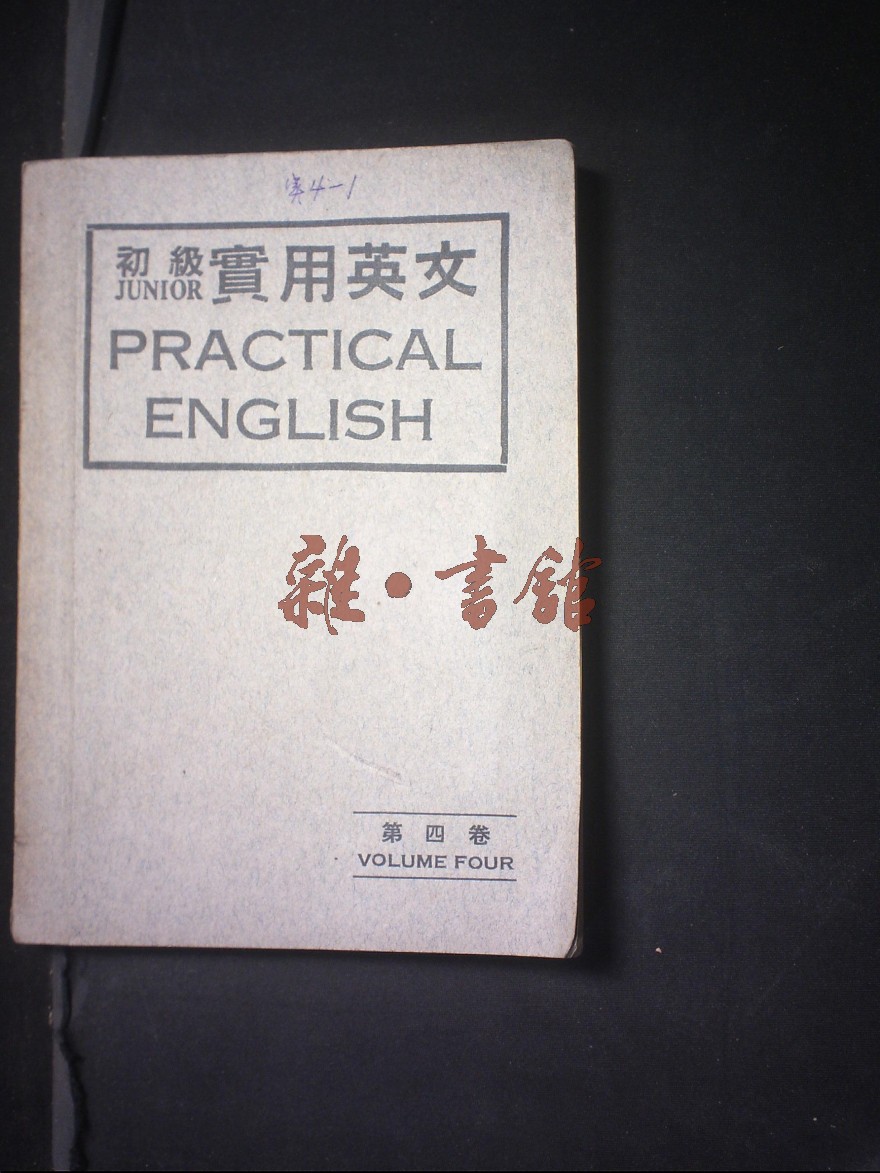 实4-1
初級 實用英文
JUNIOR
PRACTICAL
ENGLISH
雜·書館
第四卷
VOLUME FOUR